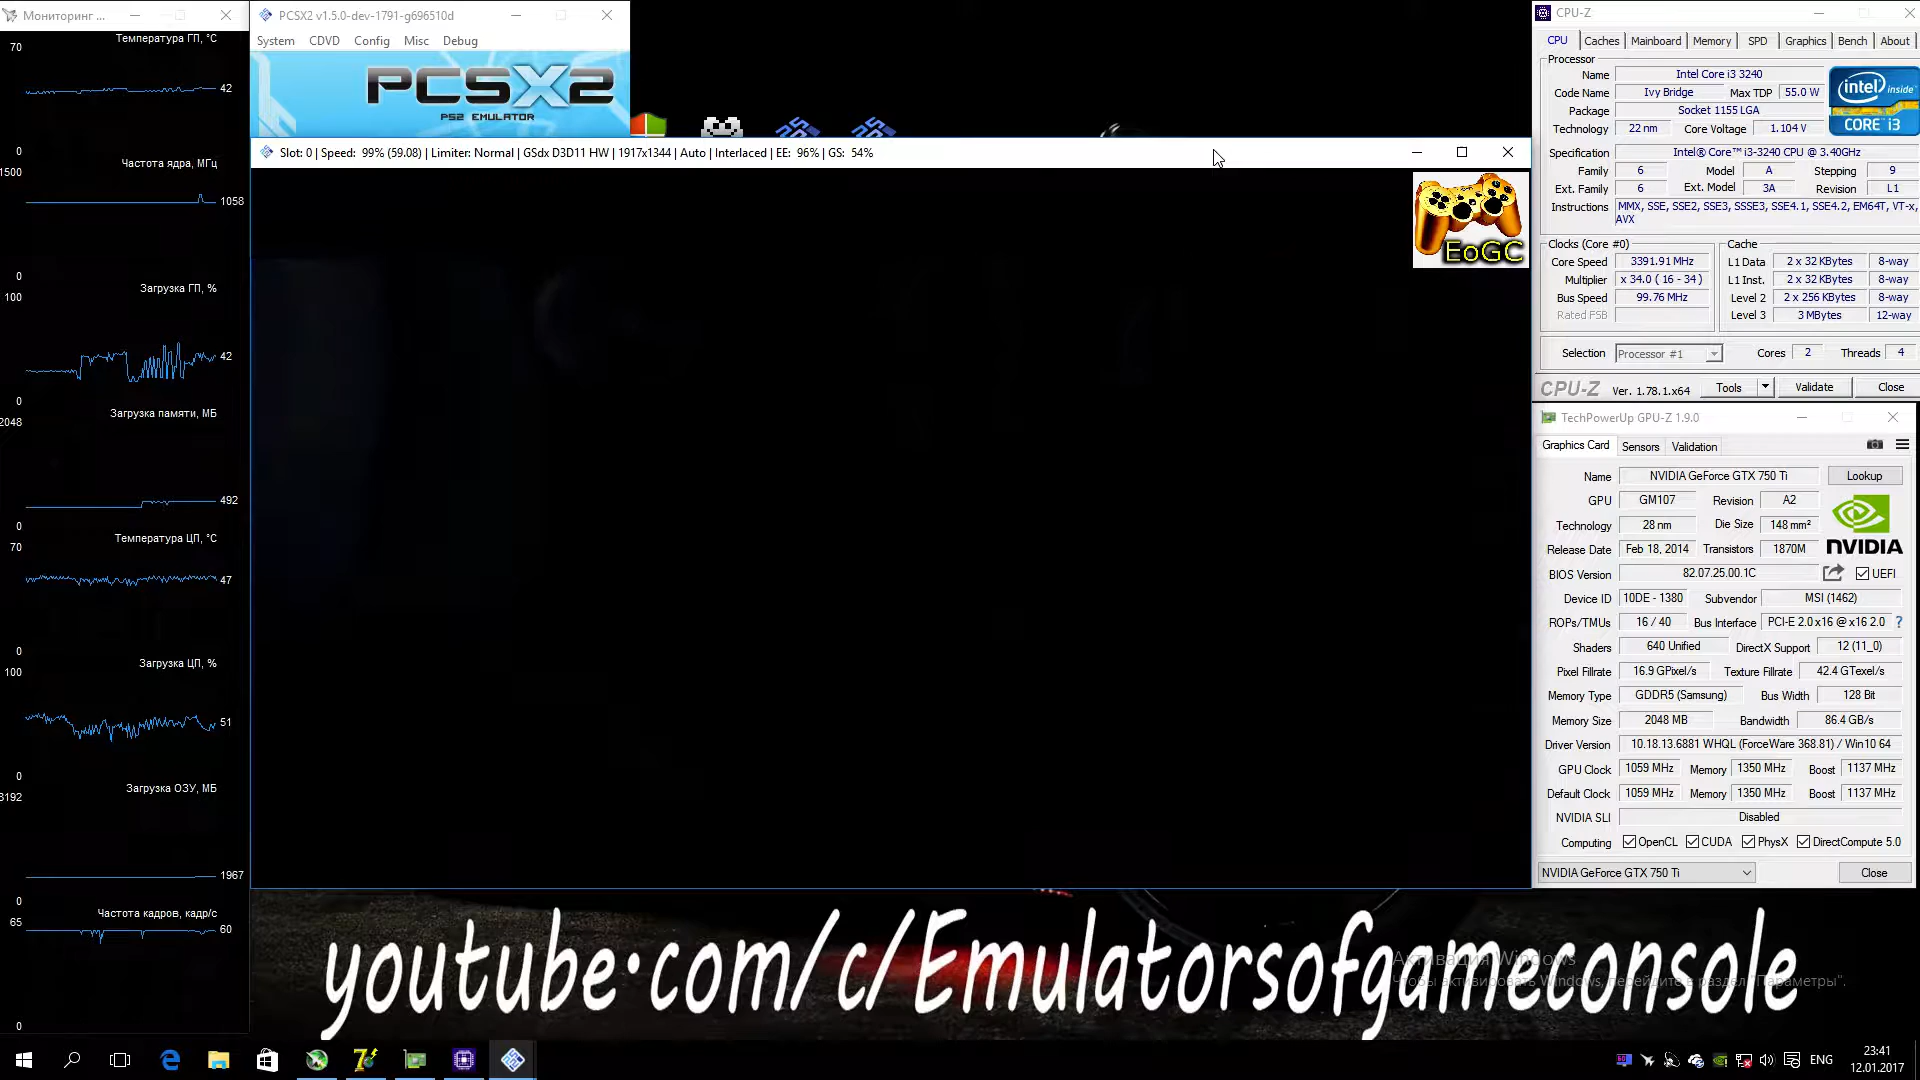 Мониторинг ...
Температура ГП, °C
70
42
0
Частота ядра, МГц
1500
1058
0
Загрузка ГП, %
100
42
0
Загрузка памяти, МБ
2048
492
0
Температура ЦП, °C
70
47
0
Загрузка ЦП, %
100
51
0
Загрузка ОЗУ, МБ
8192
1967
0
Частота кадров, кадр/с
65
60
0
PCSX2 v1.5.0-dev-1791-g696510d
System CDVD Config Misc Debug
PCSX2
PS2 EMULATOR
Slot: 0 | Speed: 99% (59.08) | Limiter: Normal | GSdx D3D11 HW | 1917x1344 | Auto | Interlaced | EE: 96% | GS: 54%
EoGC
CPU-Z
CPU Caches Mainboard Memory SPD Graphics Bench About
Processor
Name Intel Core i3 3240
Code Name Ivy Bridge Max TDP 55.0 W
Package Socket 1155 LGA
Technology 22 nm Core Voltage 1.104 V
intel inside™
CORE i3
Specification Intel® Core™ i3-3240 CPU @ 3.40GHz
Family 6 Model A Stepping 9
Ext. Family 6 Ext. Model 3A Revision L1
Instructions MMX, SSE, SSE2, SSE3, SSSE3, SSE4.1, SSE4.2, EM64T, VT-x,
AVX
Clocks (Core #0) Cache
Core Speed 3391.91 MHz L1 Data 2 x 32 KBytes 8-way
Multiplier x 34.0 ( 16 - 34 ) L1 Inst. 2 x 32 KBytes 8-way
Bus Speed 99.76 MHz Level 2 2 x 256 KBytes 8-way
Rated FSB Level 3 3 MBytes 12-way
Selection Processor #1 Cores 2 Threads 4
CPU-Z Ver. 1.78.1.x64 Tools Validate Close
TechPowerUp GPU-Z 1.9.0
Graphics Card Sensors Validation
Name NVIDIA GeForce GTX 750 Ti Lookup
GPU GM107 Revision A2
Technology 28 nm Die Size 148 mm²
Release Date Feb 18, 2014 Transistors 1870M
NVIDIA
BIOS Version 82.07.25.00.1C UEFI
Device ID 10DE - 1380 Subvendor MSI (1462)
ROPs/TMUs 16 / 40 Bus Interface PCI-E 2.0 x16 @ x16 2.0 ?
Shaders 640 Unified DirectX Support 12 (11_0)
Pixel Fillrate 16.9 GPixel/s Texture Fillrate 42.4 GTexel/s
Memory Type GDDR5 (Samsung) Bus Width 128 Bit
Memory Size 2048 MB Bandwidth 86.4 GB/s
Driver Version 10.18.13.6881 WHQL (ForceWare 368.81) / Win10 64
GPU Clock 1059 MHz Memory 1350 MHz Boost 1137 MHz
Default Clock 1059 MHz Memory 1350 MHz Boost 1137 MHz
NVIDIA SLI Disabled
Computing OpenCL CUDA PhysX DirectCompute 5.0
NVIDIA GeForce GTX 750 Ti Close
youtube.com/c/Emulatorsofgameconsole
Активация Windows
Чтобы активировать Windows, перейдите в раздел "Параметры".
ENG
23:41
12.01.2017